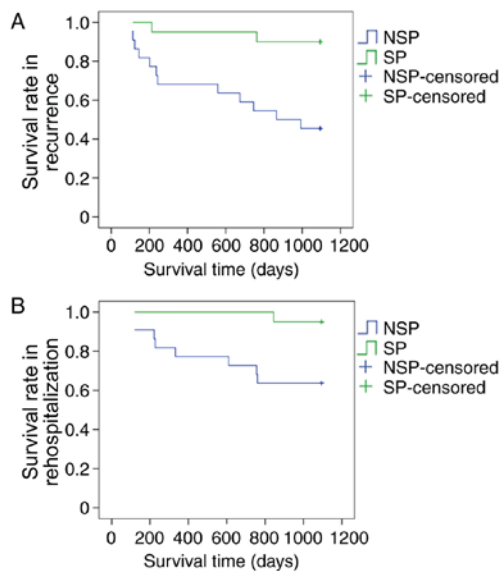 A
Survival rate in
recurrence
1.0
0.8
0.6
0.4
0.2
0
0 200 400 600 800 1000 1200
Survival time (days)
NSP
SP
NSP-censored
SP-censored
B
Survival rate in
rehospitalization
1.0
0.8
0.6
0.4
0.2
0
0 200 400 600 800 1000 1200
Survival time (days)
NSP
SP
NSP-censored
SP-censored